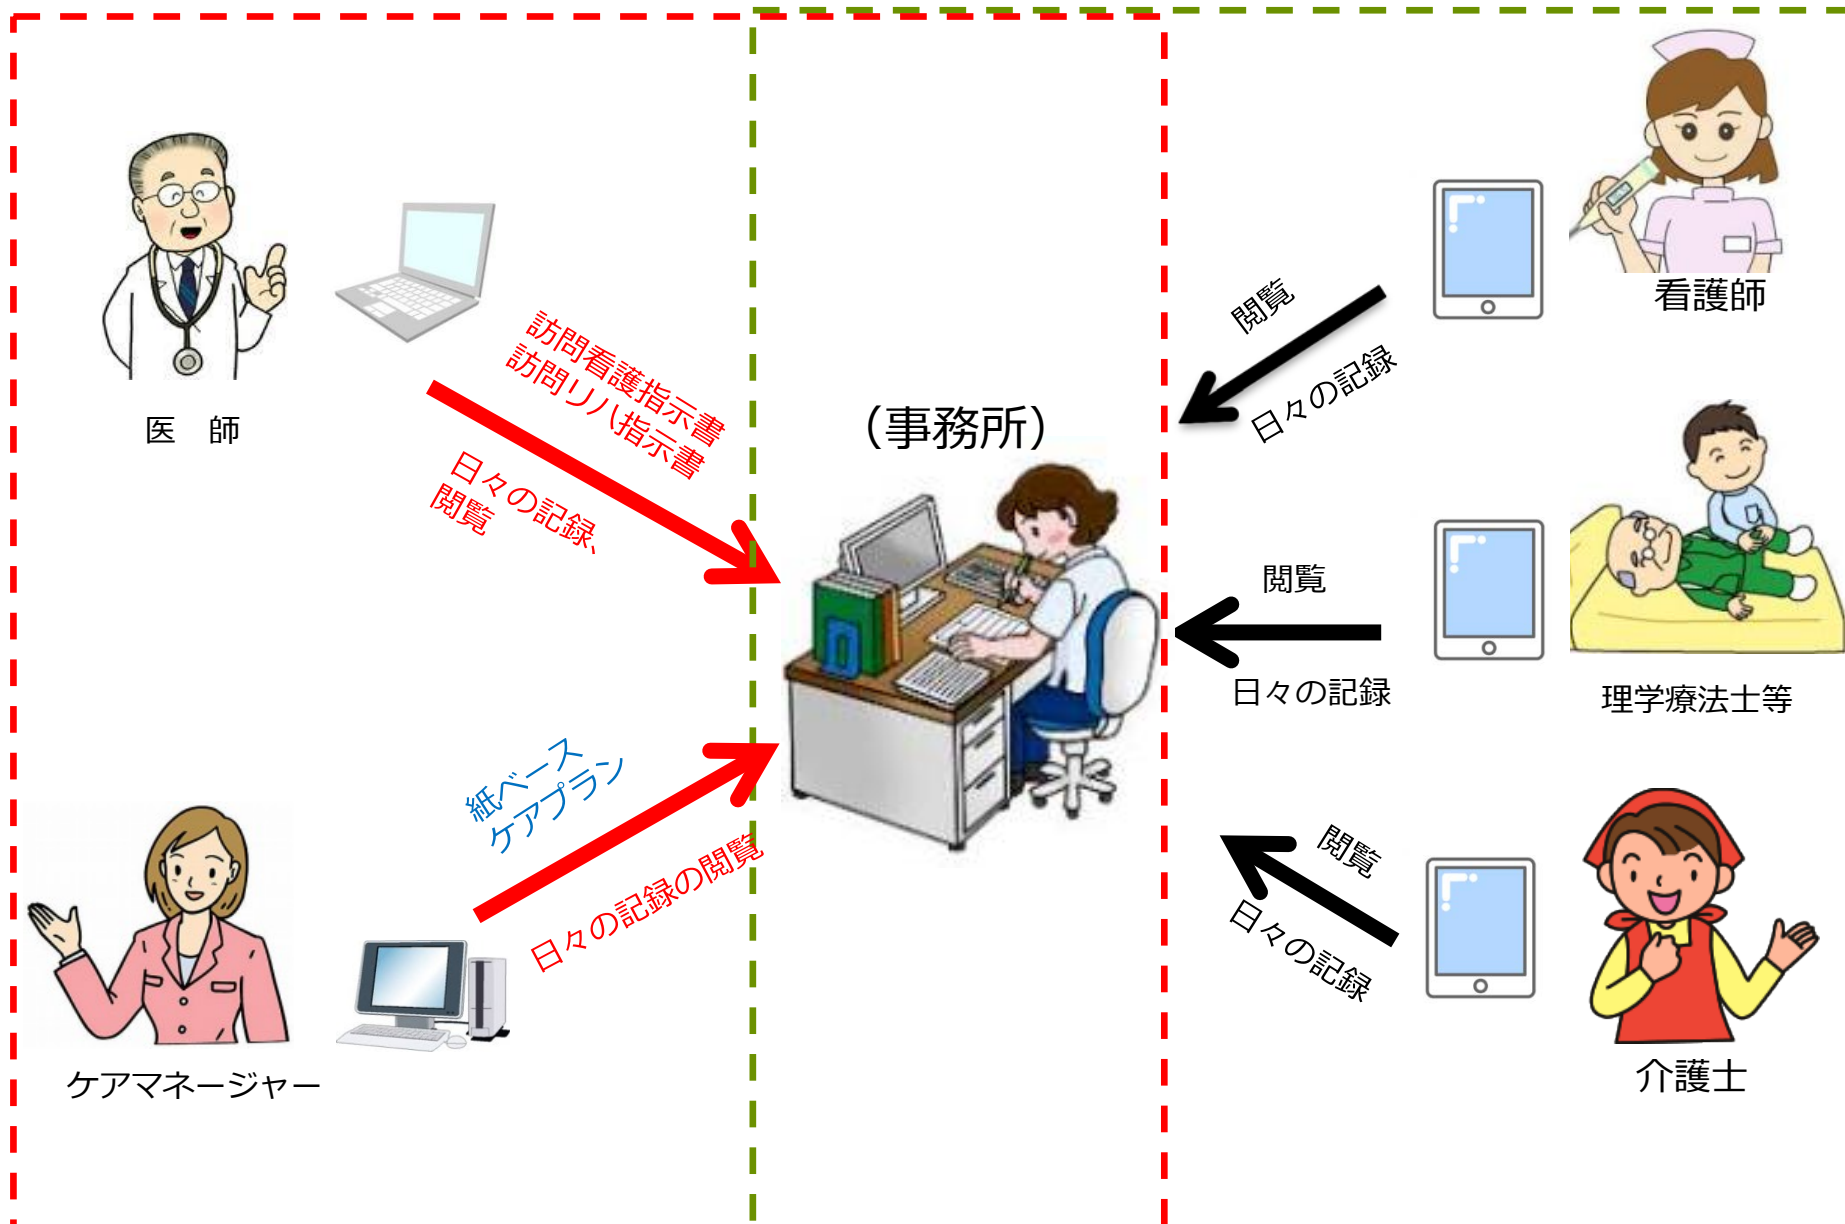 医　師
訪問看護指示書
訪問リハ指示書
日々の記録、
閲覧
ケアマネージャー
紙ベース
ケアプラン
日々の記録の閲覧
（事務所）
看護師
閲覧
日々の記録
理学療法士等
閲覧
日々の記録
介護士
閲覧
日々の記録